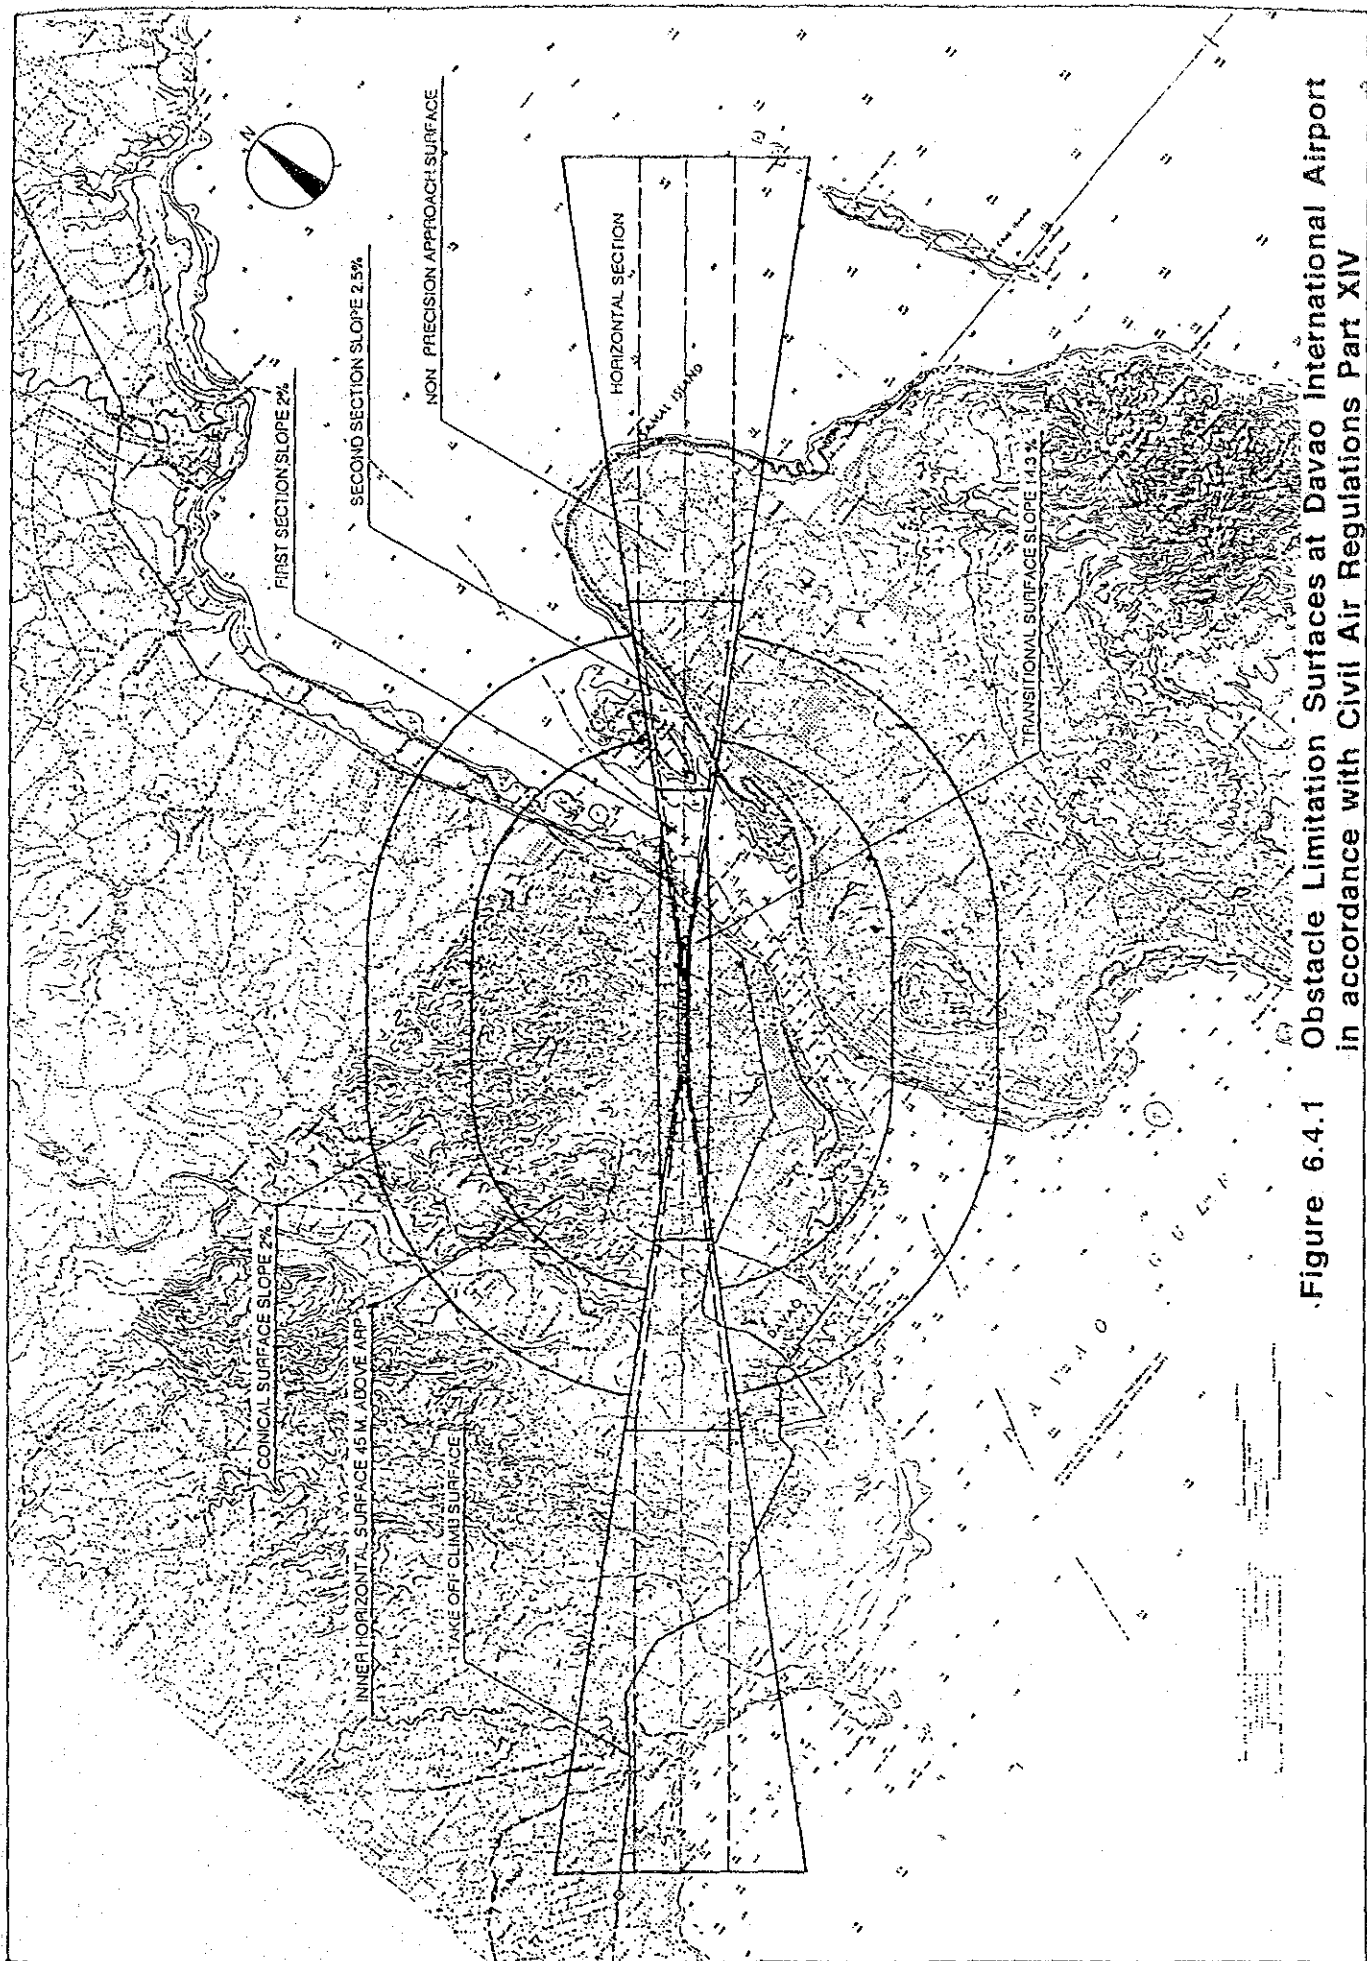 N
NON PRECISION APPROACH SURFACE
SECOND SECTION SLOPE 2.5%
FIRST SECTION SLOPE 2%
HORIZONTAL SECTION
SAMAL ISLAND
TRANSITIONAL SURFACE SLOPE 14.3 %
CONICAL SURFACE SLOPE 5%
INNER HORIZONTAL SURFACE 45 M. ABOVE ARP
TAKE OFF CLIMB SURFACE
DAVAO
DAVAO GULF
Figure 6.4.1 Obstacle Limitation Surfaces at Davao International Airport
in accordance with Civil Air Regulations Part XIV